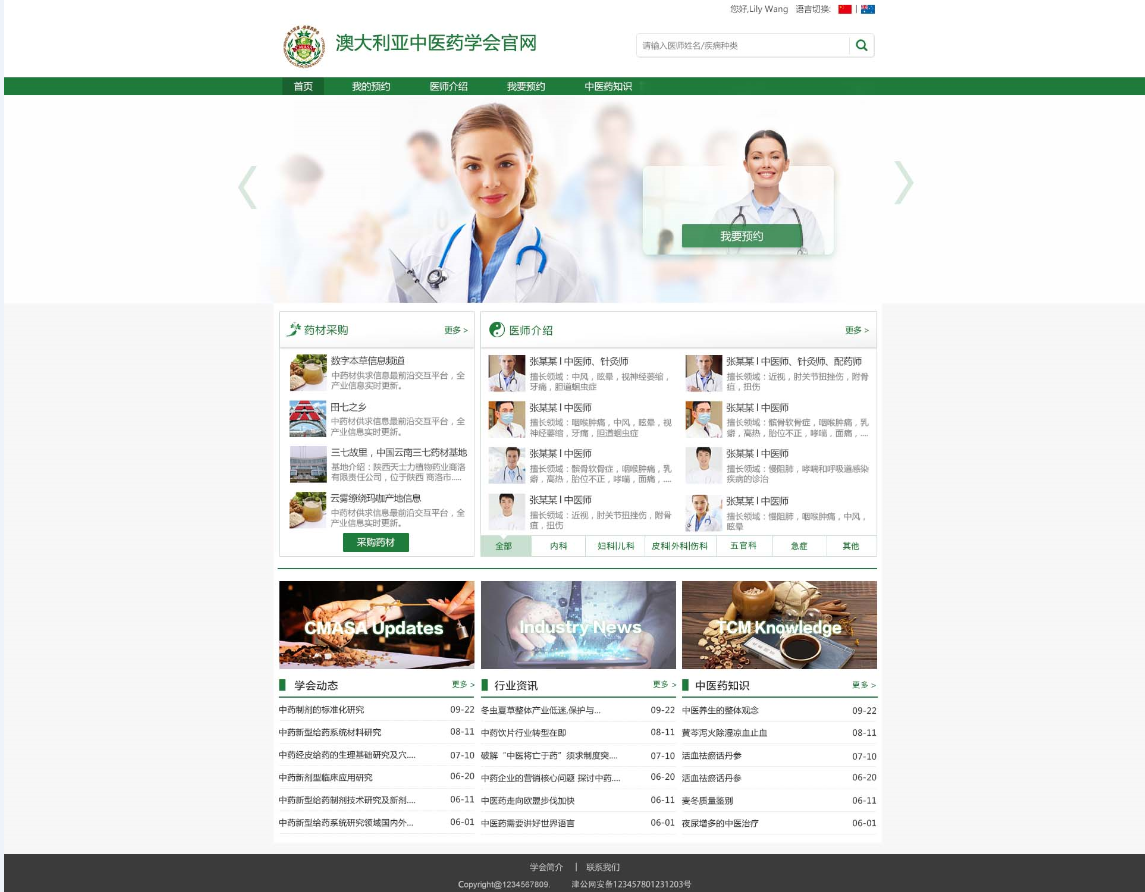 您好,Lily Wang 语言切换: |
CMASA
澳大利亚中医药学会官网
请输入医师姓名/疾病种类
首页 我的预约 医师介绍 我要预约 中医药知识
我要预约
药材采购 更多 >
数字本草信息频道
中药材供求信息最前沿交互平台，全
产业信息实时更新。
田七之乡
中药材供求信息最前沿交互平台，全
产业信息实时更新。
三七故里，中国云南三七药材基地
基地介绍：陕西天士力植物药业商洛
有限责任公司，位于陕西 商洛市....
云雾缭绕玛咖产地信息
中药材供求信息最前沿交互平台，全
产业信息实时更新。
采购药材
医师介绍 更多 >
张某某 I 中医师、针灸师
擅长领域：中风，眩晕，视神经萎缩，
牙痛，胆道蛔虫症
张某某 I 中医师、针灸师、配药师
擅长领域：近视，肘关节扭挫伤，附骨
疽，扭伤
张某某 I 中医师
擅长领域：咽喉肿痛，中风，眩晕，视
神经萎缩，牙痛，胆道蛔虫症
张某某 I 中医师
擅长领域：髌骨软骨症，咽喉肿痛，乳
癖，高热，胎位不正，哮喘，面痛，....
张某某 I 中医师
擅长领域：髌骨软骨症，咽喉肿痛，乳
癖，高热，胎位不正，哮喘，面痛，....
张某某 I 中医师
擅长领域：慢阻肺，哮喘和呼吸道感染
疾病的诊治
张某某 I 中医师
擅长领域：近视，肘关节扭挫伤，附骨
疽，扭伤
张某某 I 中医师
擅长领域：慢阻肺，咽喉肿痛，中风，
眩晕
全部 内科 妇科|儿科 皮科|外科|伤科 五官科 急症 其他
CMASA Updates
Industry News
TCM Knowledge
学会动态 更多 >
中药制剂的标准化研究 09-22
中药新型给药系统材料研究 08-11
中药经皮给药的生理基础研究及穴.... 07-10
中药新剂型临床应用研究 06-20
中药新型给药制剂技术研究及新剂.... 06-11
中药新型给药系统研究领域国内外... 06-01
行业资讯 更多 >
冬虫夏草整体产业低迷,保护与... 09-22
中药饮片行业转型在即 08-11
破解“中医将亡于药”须求制度突.... 07-10
中药企业的营销核心问题 探讨中药.... 06-20
中医药走向欧盟步伐加快 06-11
中医药需要讲好世界语言 06-01
中医药知识 更多 >
中医养生的整体观念 09-22
黄芩泻火除湿凉血止血 08-11
活血祛瘀话丹参 07-10
活血祛瘀话丹参 06-20
麦冬质量鉴别 06-11
夜尿增多的中医治疗 06-01
学会简介 | 联系我们
Copyright@1234567809. 津公网安备123457801231203号